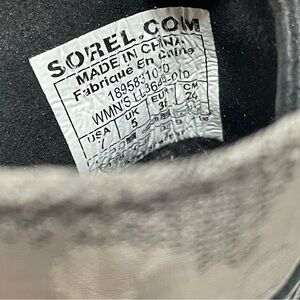 SOREL.COM
MADE IN CHINA
Fabriqué En Chine
WMN'S
USA UK EUR CM
7 5 38 24